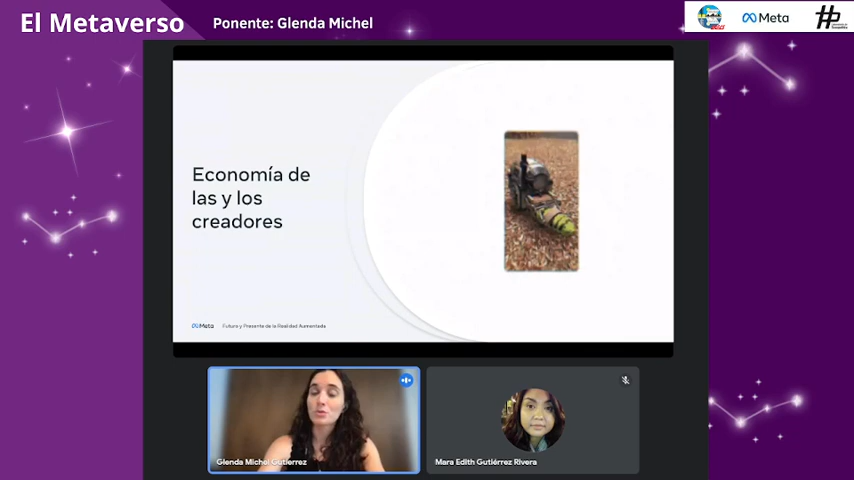 El Metaverso
Ponente: Glenda Michel
Meta
Economía de
las y los
creadores
Meta
Futuro y Presente de la Realidad Aumentada
Glenda Michel Gutierrez
Mara Edith Gutiérrez Rivera